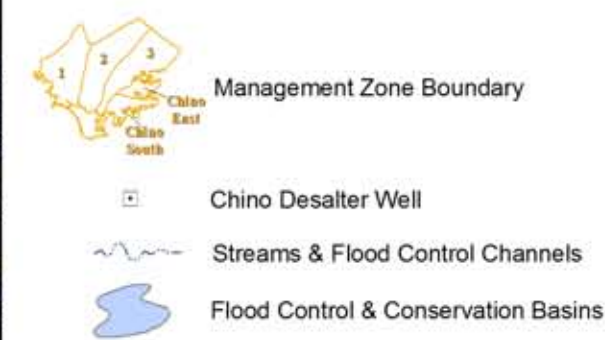 1
2
3
Chino
East
Chino
South
Management Zone Boundary
Chino Desalter Well
Streams & Flood Control Channels
Flood Control & Conservation Basins